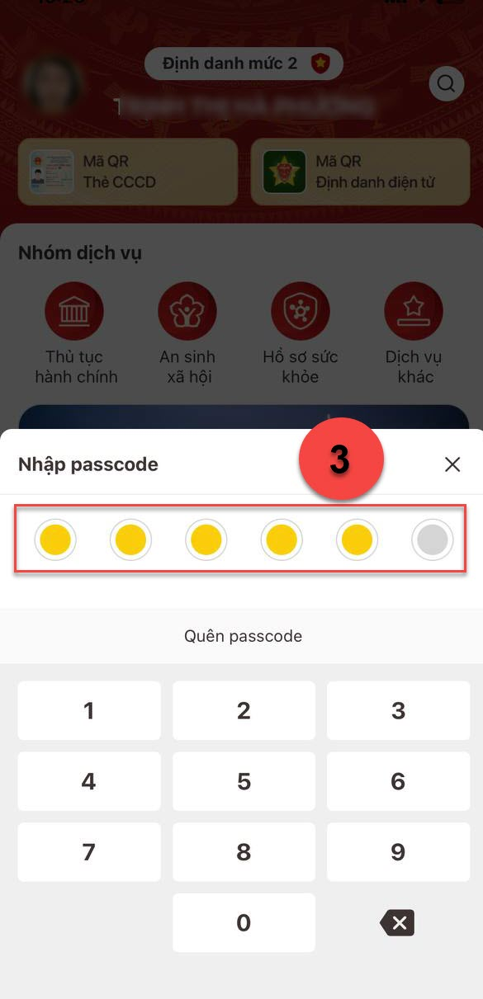 Định danh mức 2
Mã QR
Thẻ CCCD
Mã QR
Định danh điện tử
Nhóm dịch vụ
Thủ tục
hành chính
An sinh
xã hội
Hồ sơ sức
khỏe
Dịch vụ
khác
3
Nhập passcode
Quên passcode
1 2 3
4 5 6
7 8 9
0